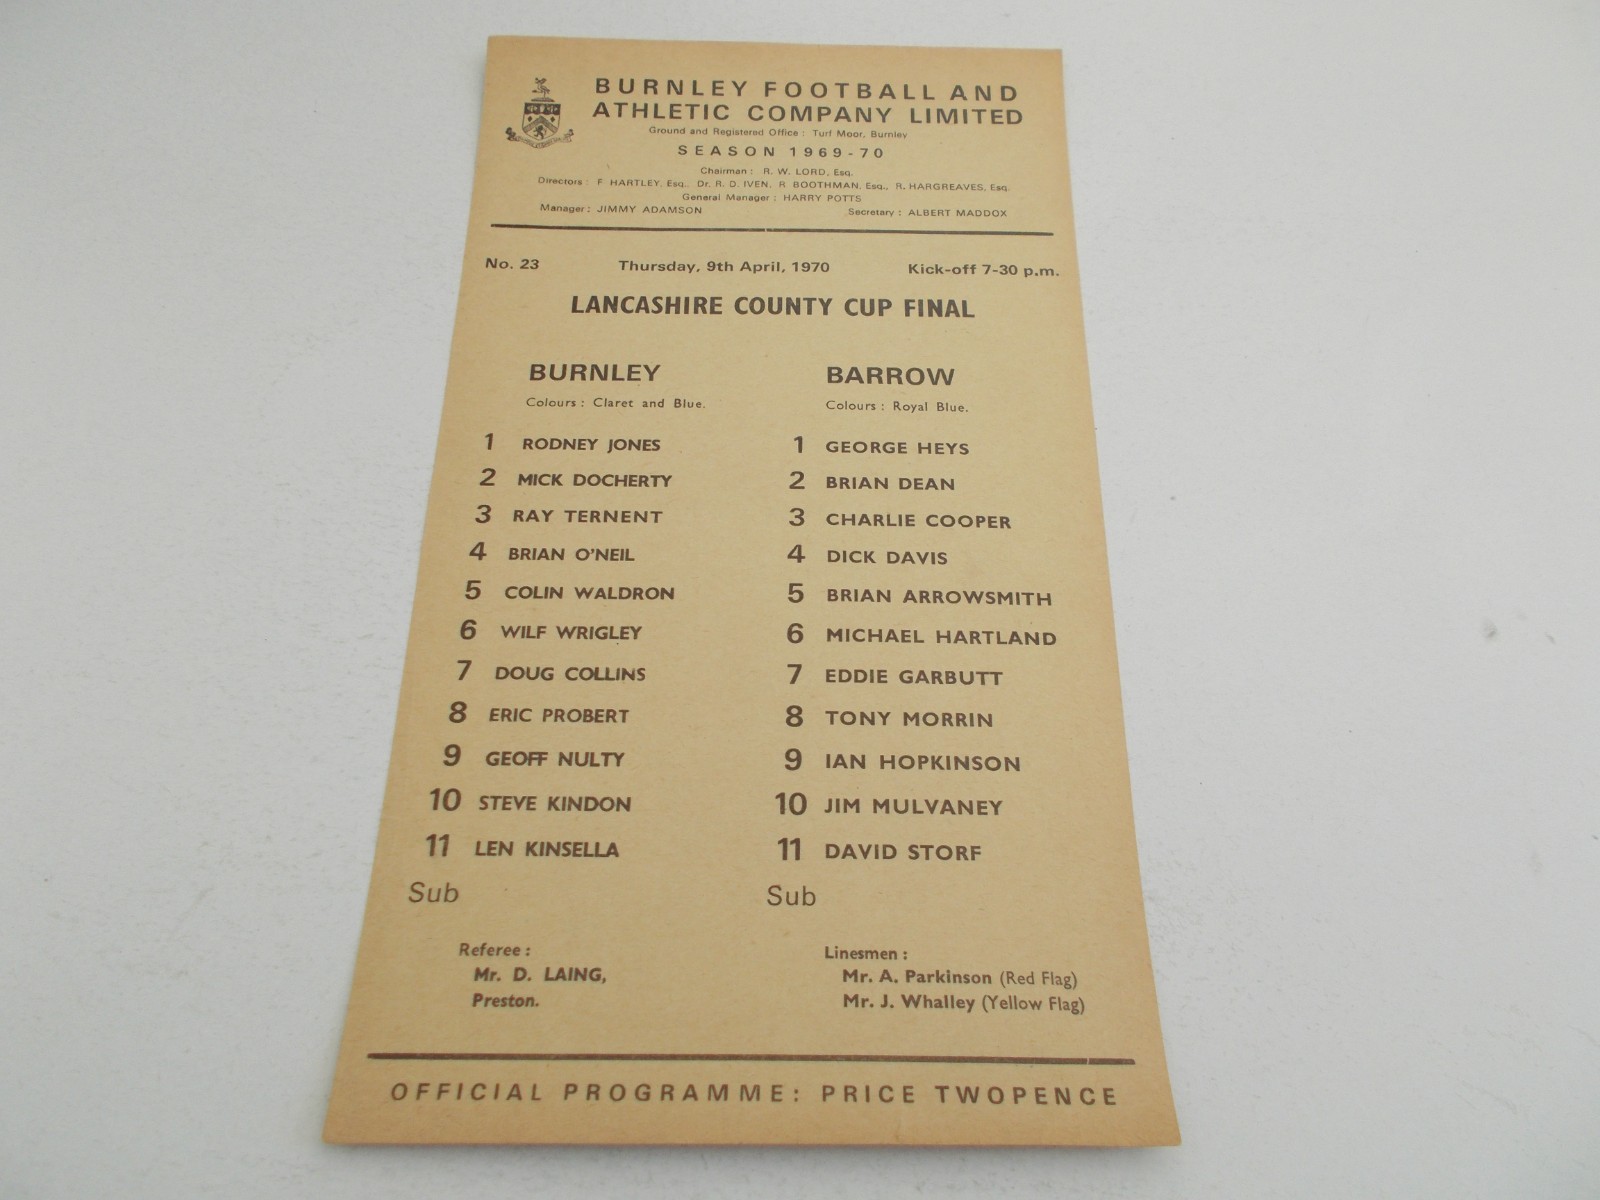 BURNLEY FOOTBALL AND
ATHLETIC COMPANY LIMITED
Ground and Registered Office : Turf Moor, Burnley
SEASON 1969-70
Chairman : R. W. LORD, Esq.
Directors : F HARTLEY, Esq., Dr. R. D. IVEN, R BOOTHMAN, Esq., R. HARGREAVES, Esq.
General Manager : HARRY POTTS
Manager : JIMMY ADAMSON Secretary : ALBERT MADDOX
No. 23 Thursday, 9th April, 1970 Kick-off 7-30 p.m.
LANCASHIRE COUNTY CUP FINAL
BURNLEY
Colours : Claret and Blue.
1 RODNEY JONES
2 MICK DOCHERTY
3 RAY TERNENT
4 BRIAN O'NEIL
5 COLIN WALDRON
6 WILF WRIGLEY
7 DOUG COLLINS
8 ERIC PROBERT
9 GEOFF NULTY
10 STEVE KINDON
11 LEN KINSELLA
Sub
BARROW
Colours : Royal Blue.
1 GEORGE HEYS
2 BRIAN DEAN
3 CHARLIE COOPER
4 DICK DAVIS
5 BRIAN ARROWSMITH
6 MICHAEL HARTLAND
7 EDDIE GARBUTT
8 TONY MORRIN
9 IAN HOPKINSON
10 JIM MULVANEY
11 DAVID STORF
Sub
Referee :
Mr. D. LAING,
Preston.
Linesmen :
Mr. A. Parkinson (Red Flag)
Mr. J. Whalley (Yellow Flag)
OFFICIAL PROGRAMME: PRICE TWOPENCE